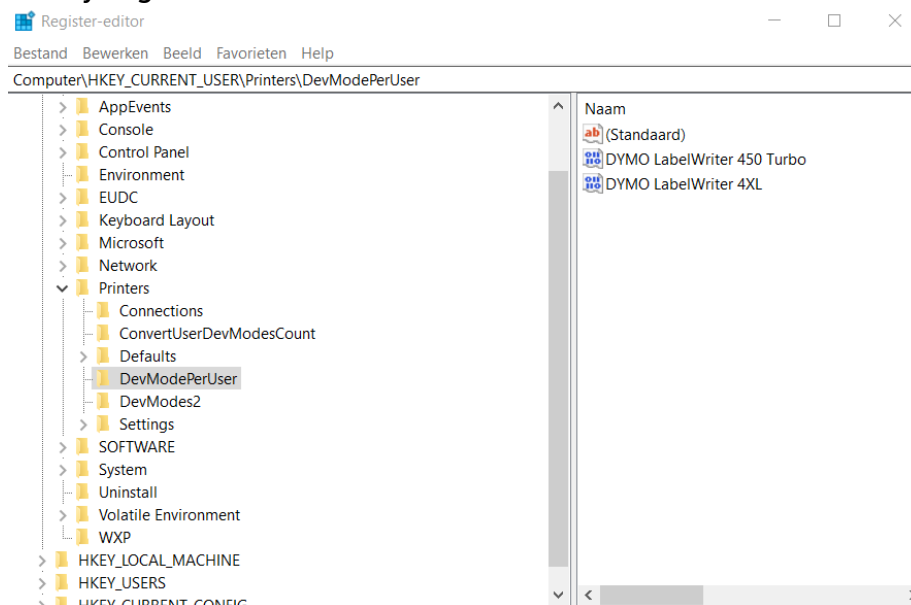 Register-editor
Bestand Bewerken Beeld Favorieten Help
Computer\HKEY_CURRENT_USER\Printers\DevModePerUser
AppEvents
Console
Control Panel
Environment
EUDC
Keyboard Layout
Microsoft
Network
Printers
Connections
ConvertUserDevModesCount
Defaults
DevModePerUser
DevModes2
Settings
SOFTWARE
System
Uninstall
Volatile Environment
WXP
HKEY_LOCAL_MACHINE
HKEY_USERS
HKEY_CURRENT_CONFIG
Naam
(Standaard)
DYMO LabelWriter 450 Turbo
DYMO LabelWriter 4XL